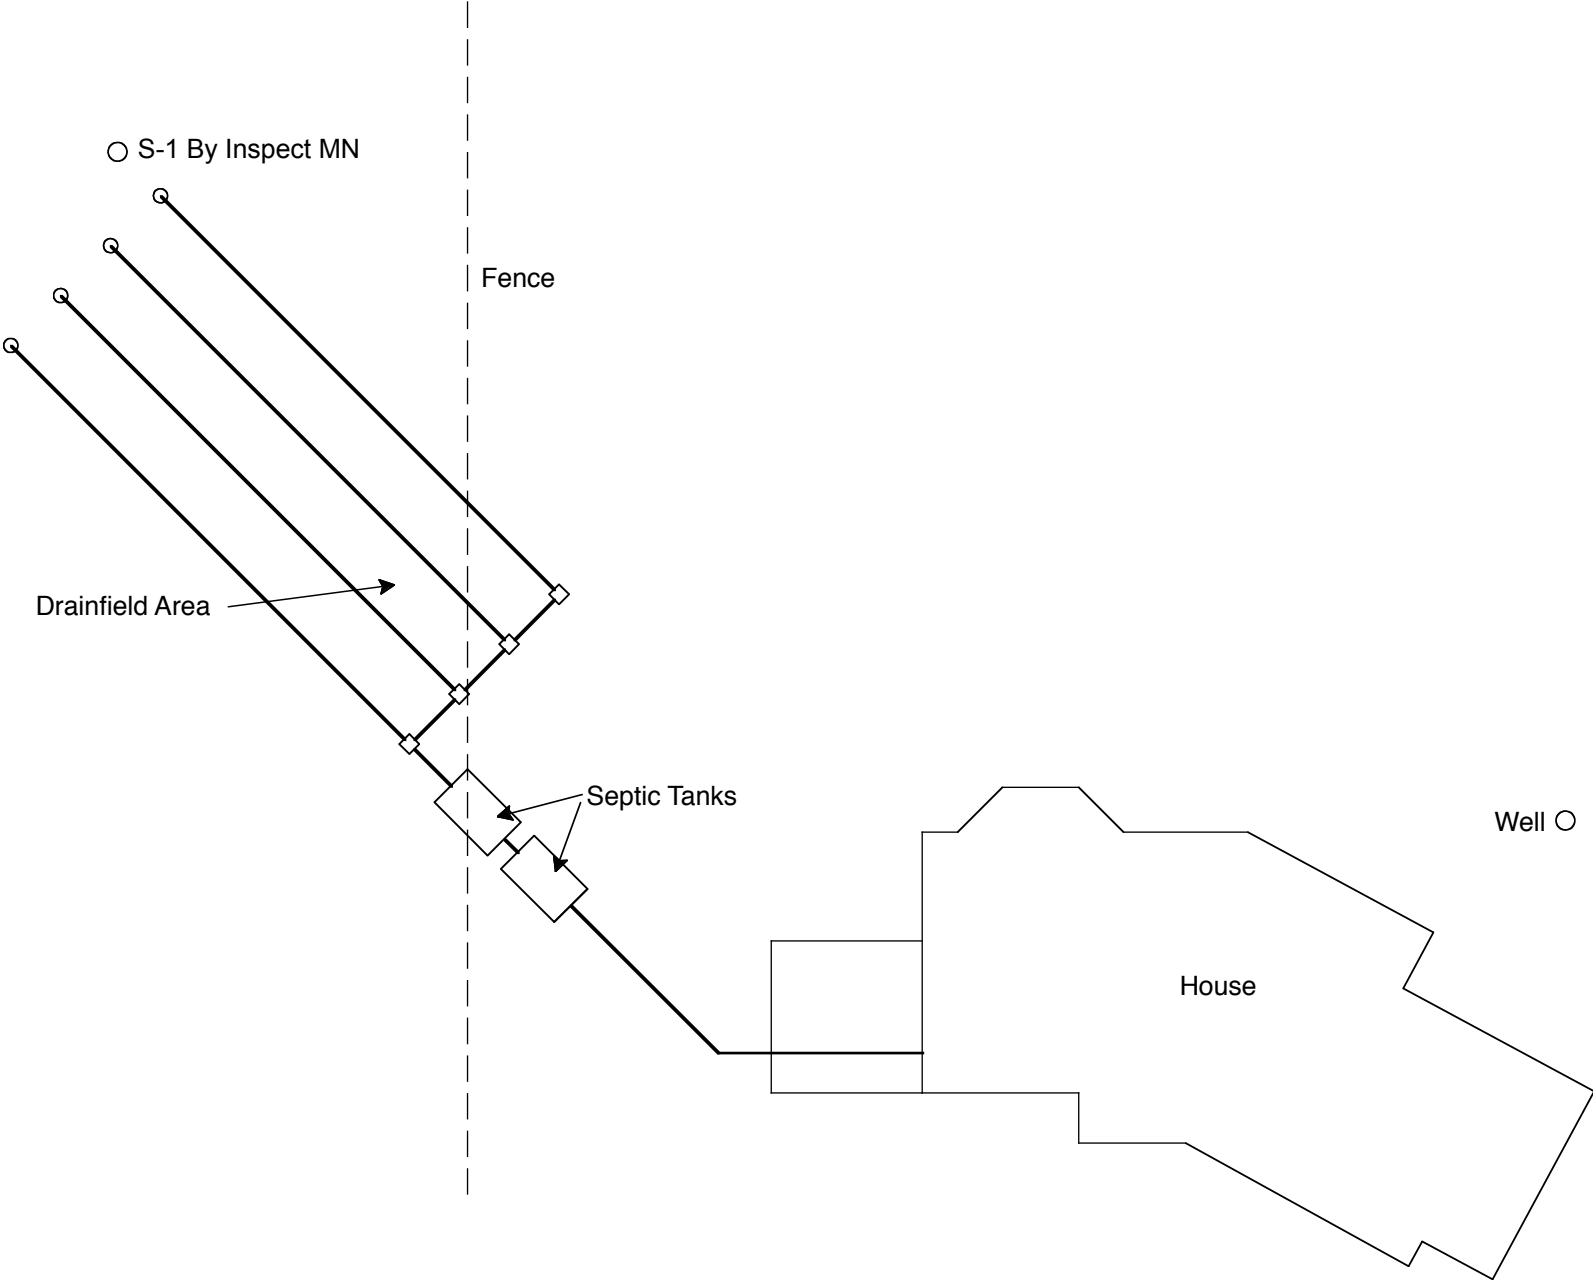 S-1 By Inspect MN
Fence
Drainfield Area
Septic Tanks
Well
House